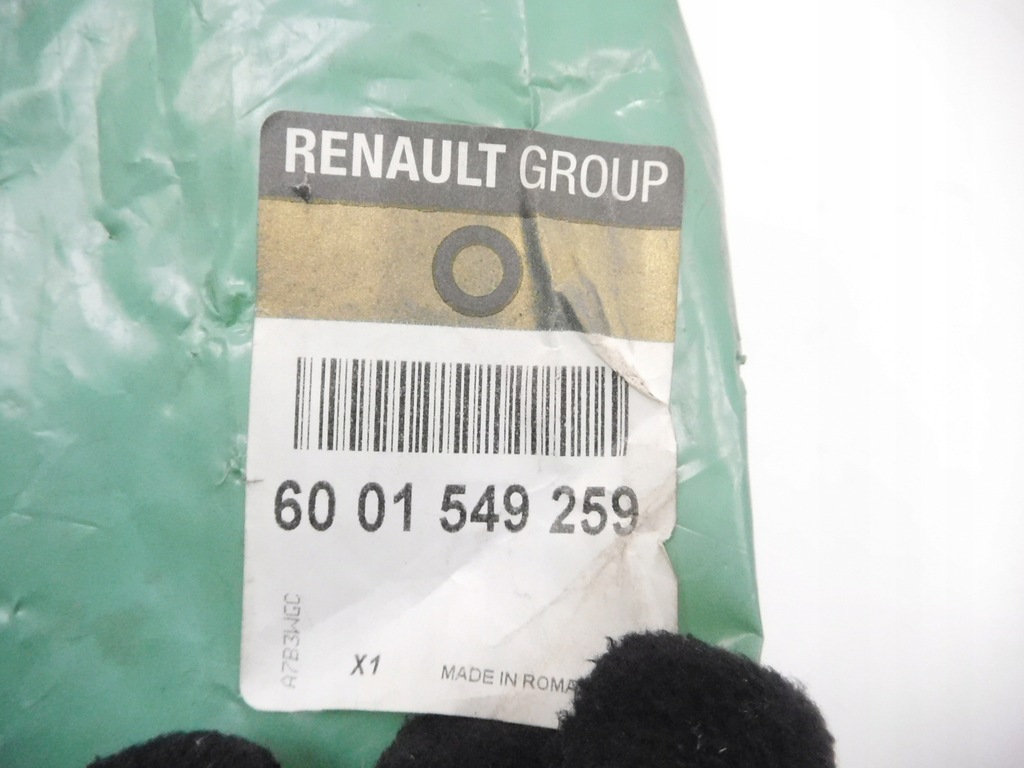 RENAULT GROUP
60 01 549 259
A7B3WGC
X1
MADE IN ROMA